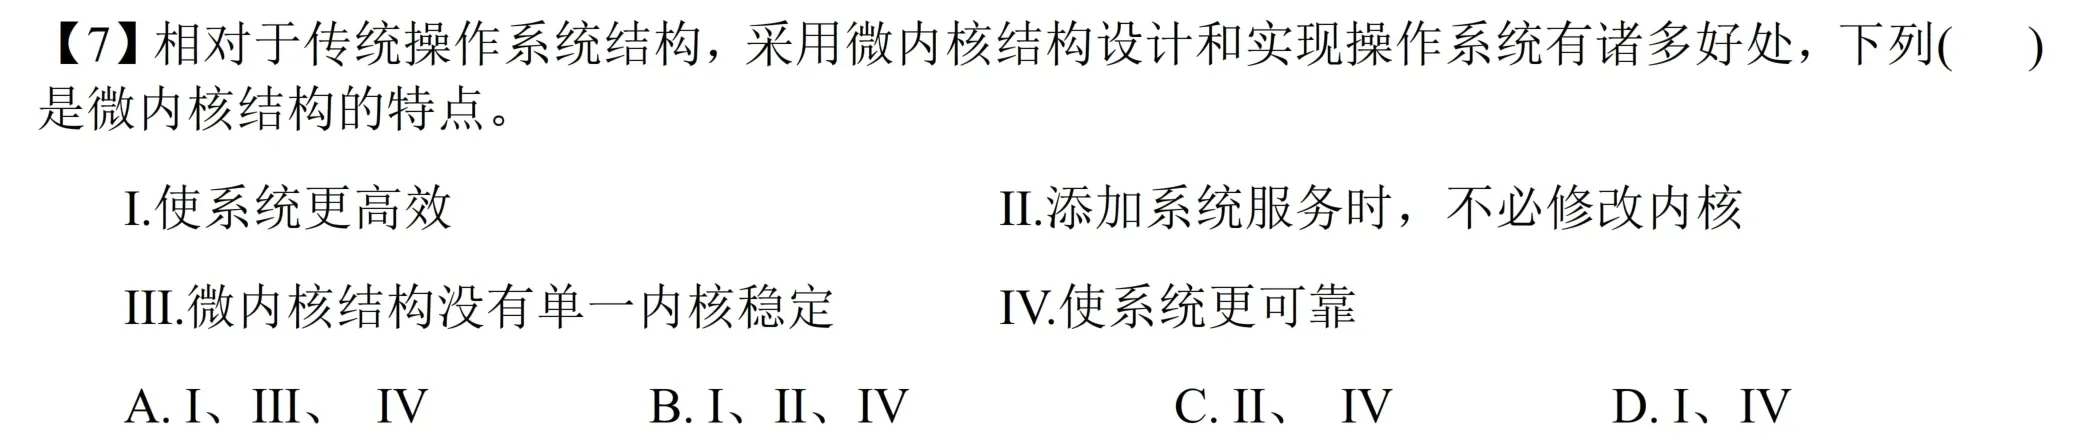 【7】相对于传统操作系统结构，采用微内核结构设计和实现操作系统有诸多好处，下列(　)
是微内核结构的特点。
I.使系统更高效　II.添加系统服务时，不必修改内核
III.微内核结构没有单一内核稳定　IV.使系统更可靠
A. I、III、 IV　B. I、II、IV　C. II、 IV　D. I、IV